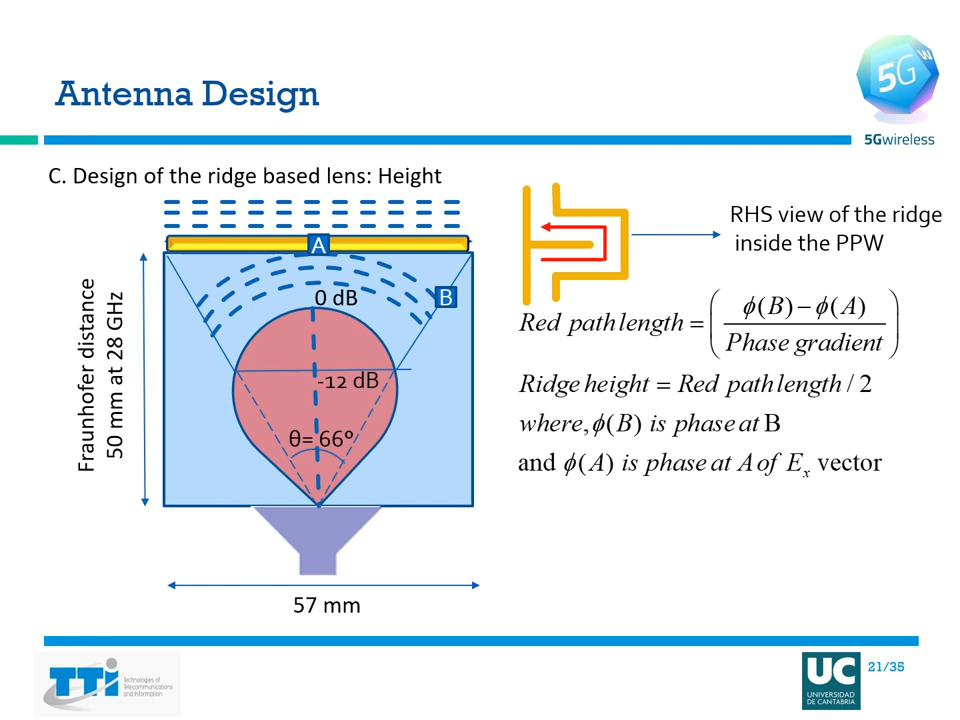 Antenna Design
5G W
5Gwireless
C. Design of the ridge based lens: Height
A
B
0 dB
-12 dB
θ= 66°
Fraunhofer distance
50 mm at 28 GHz
57 mm
RHS view of the ridge
inside the PPW
Red path length = ( ϕ(B) − ϕ(A) / Phase gradient )
Ridge height = Red path length / 2
where, ϕ(B) is phase at B
and ϕ(A) is phase at A of Ex vector
TTi
Technologies of
Telecommunications
and Information
UC
UNIVERSIDAD
DE CANTABRIA
21/35